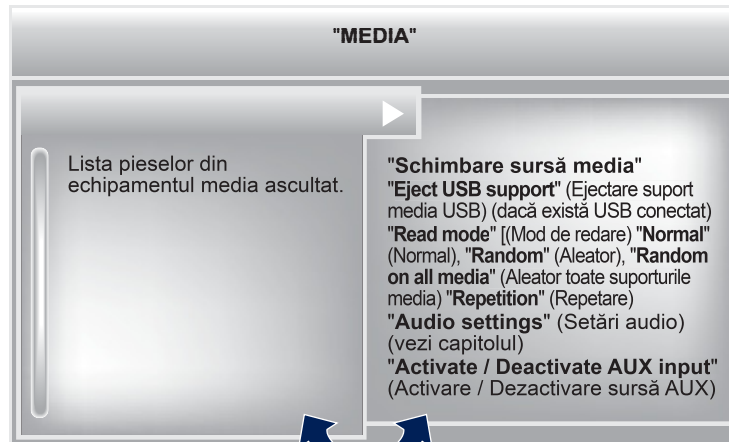 "MEDIA"
Lista pieselor din
echipamentul media ascultat.
"Schimbare sursă media"
"Eject USB support" (Ejectare suport
media USB) (dacă există USB conectat)
"Read mode" [(Mod de redare) "Normal"
(Normal), "Random" (Aleator), "Random
on all media" (Aleator toate suporturile
media) "Repetition" (Repetare)
"Audio settings" (Setări audio)
(vezi capitolul)
"Activate / Deactivate AUX input"
(Activare / Dezactivare sursă AUX)